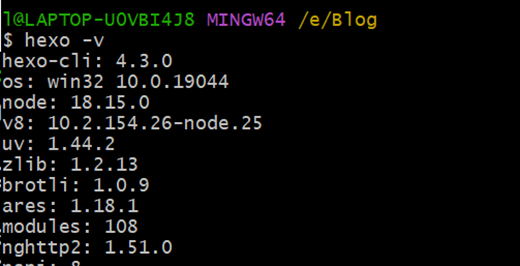 l@LAPTOP-U0VBI4J8 MINGW64 /e/Blog
$ hexo -v
hexo-cli: 4.3.0
os: win32 10.0.19044
node: 18.15.0
v8: 10.2.154.26-node.25
uv: 1.44.2
zlib: 1.2.13
brotli: 1.0.9
ares: 1.18.1
modules: 108
nghttp2: 1.51.0